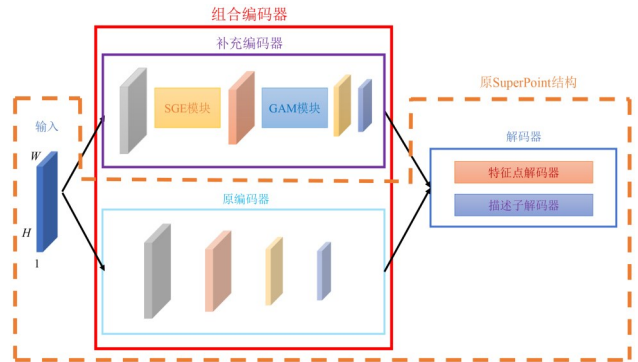 组合编码器
补充编码器
SGE模块
GAM模块
原SuperPoint结构
输入
W
H
1
原编码器
解码器
特征点解码器
描述子解码器